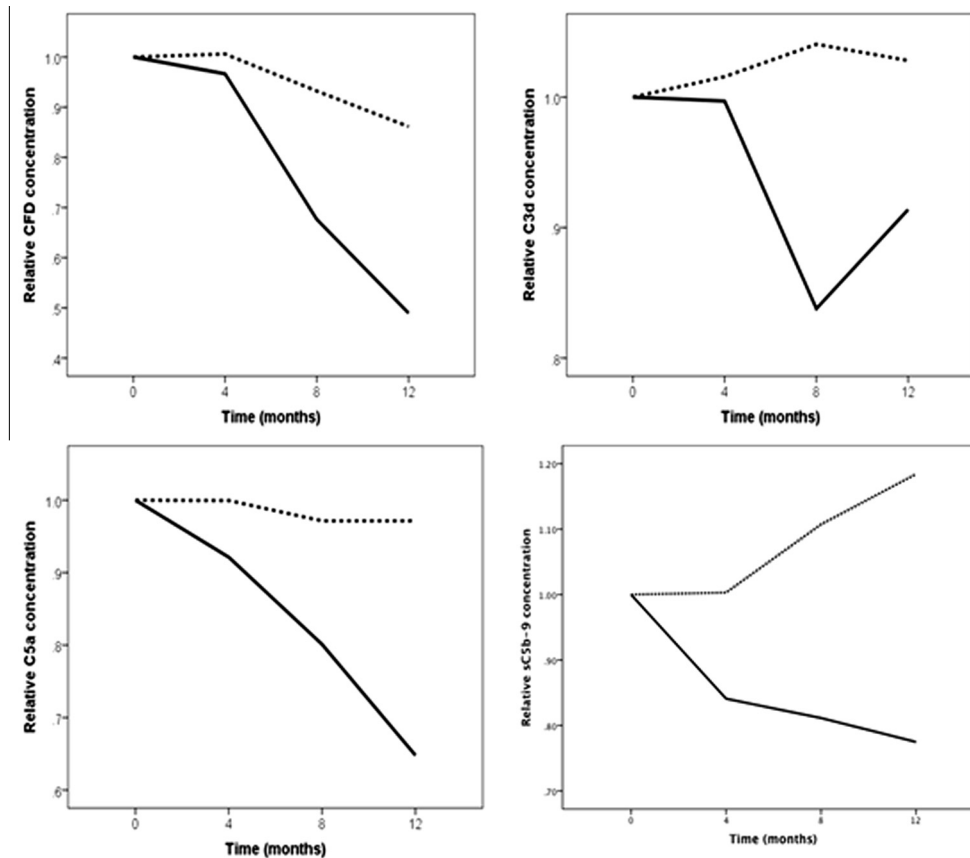 Relative CFD concentration
1.0
.9
.8
.7
.6
.5
.4
0 4 8 12
Time (months)
Relative C3d concentration
1.0
.9
.8
0 4 8 12
Time (months)
Relative C5a concentration
1.0
.9
.8
.7
.6
0 4 8 12
Time (months)
Relative sC5b-9 concentration
1.20
1.10
1.00
.90
.80
.70
0 4 8 12
Time (months)